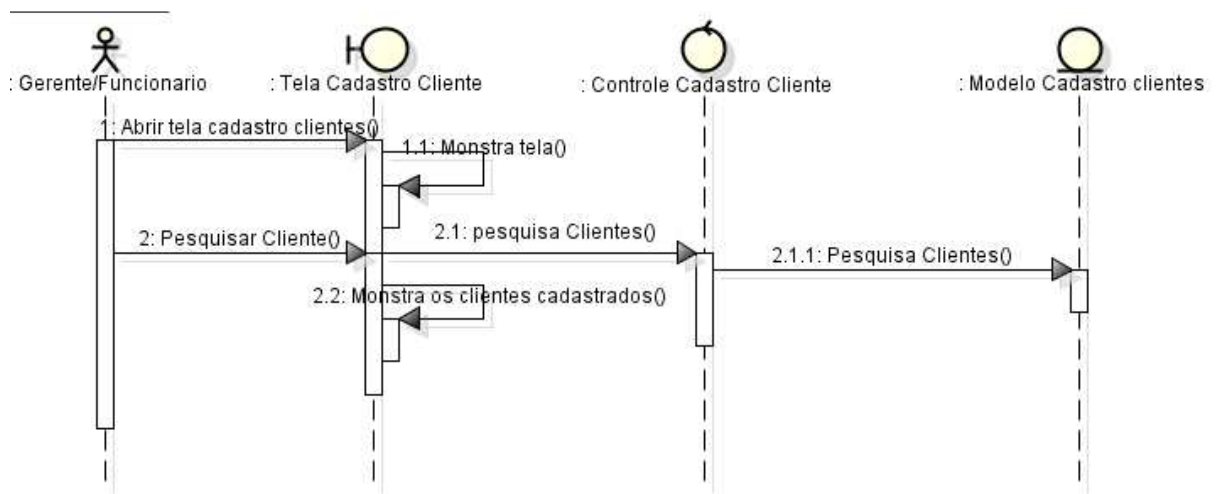 : Gerente/Funcionario
: Tela Cadastro Cliente
: Controle Cadastro Cliente
: Modelo Cadastro clientes
1: Abrir tela cadastro clientes()
1.1: Monstra tela()
2: Pesquisar Cliente()
2.1: pesquisa Clientes()
2.1.1: Pesquisa Clientes()
2.2: Monstra os clientes cadastrados()